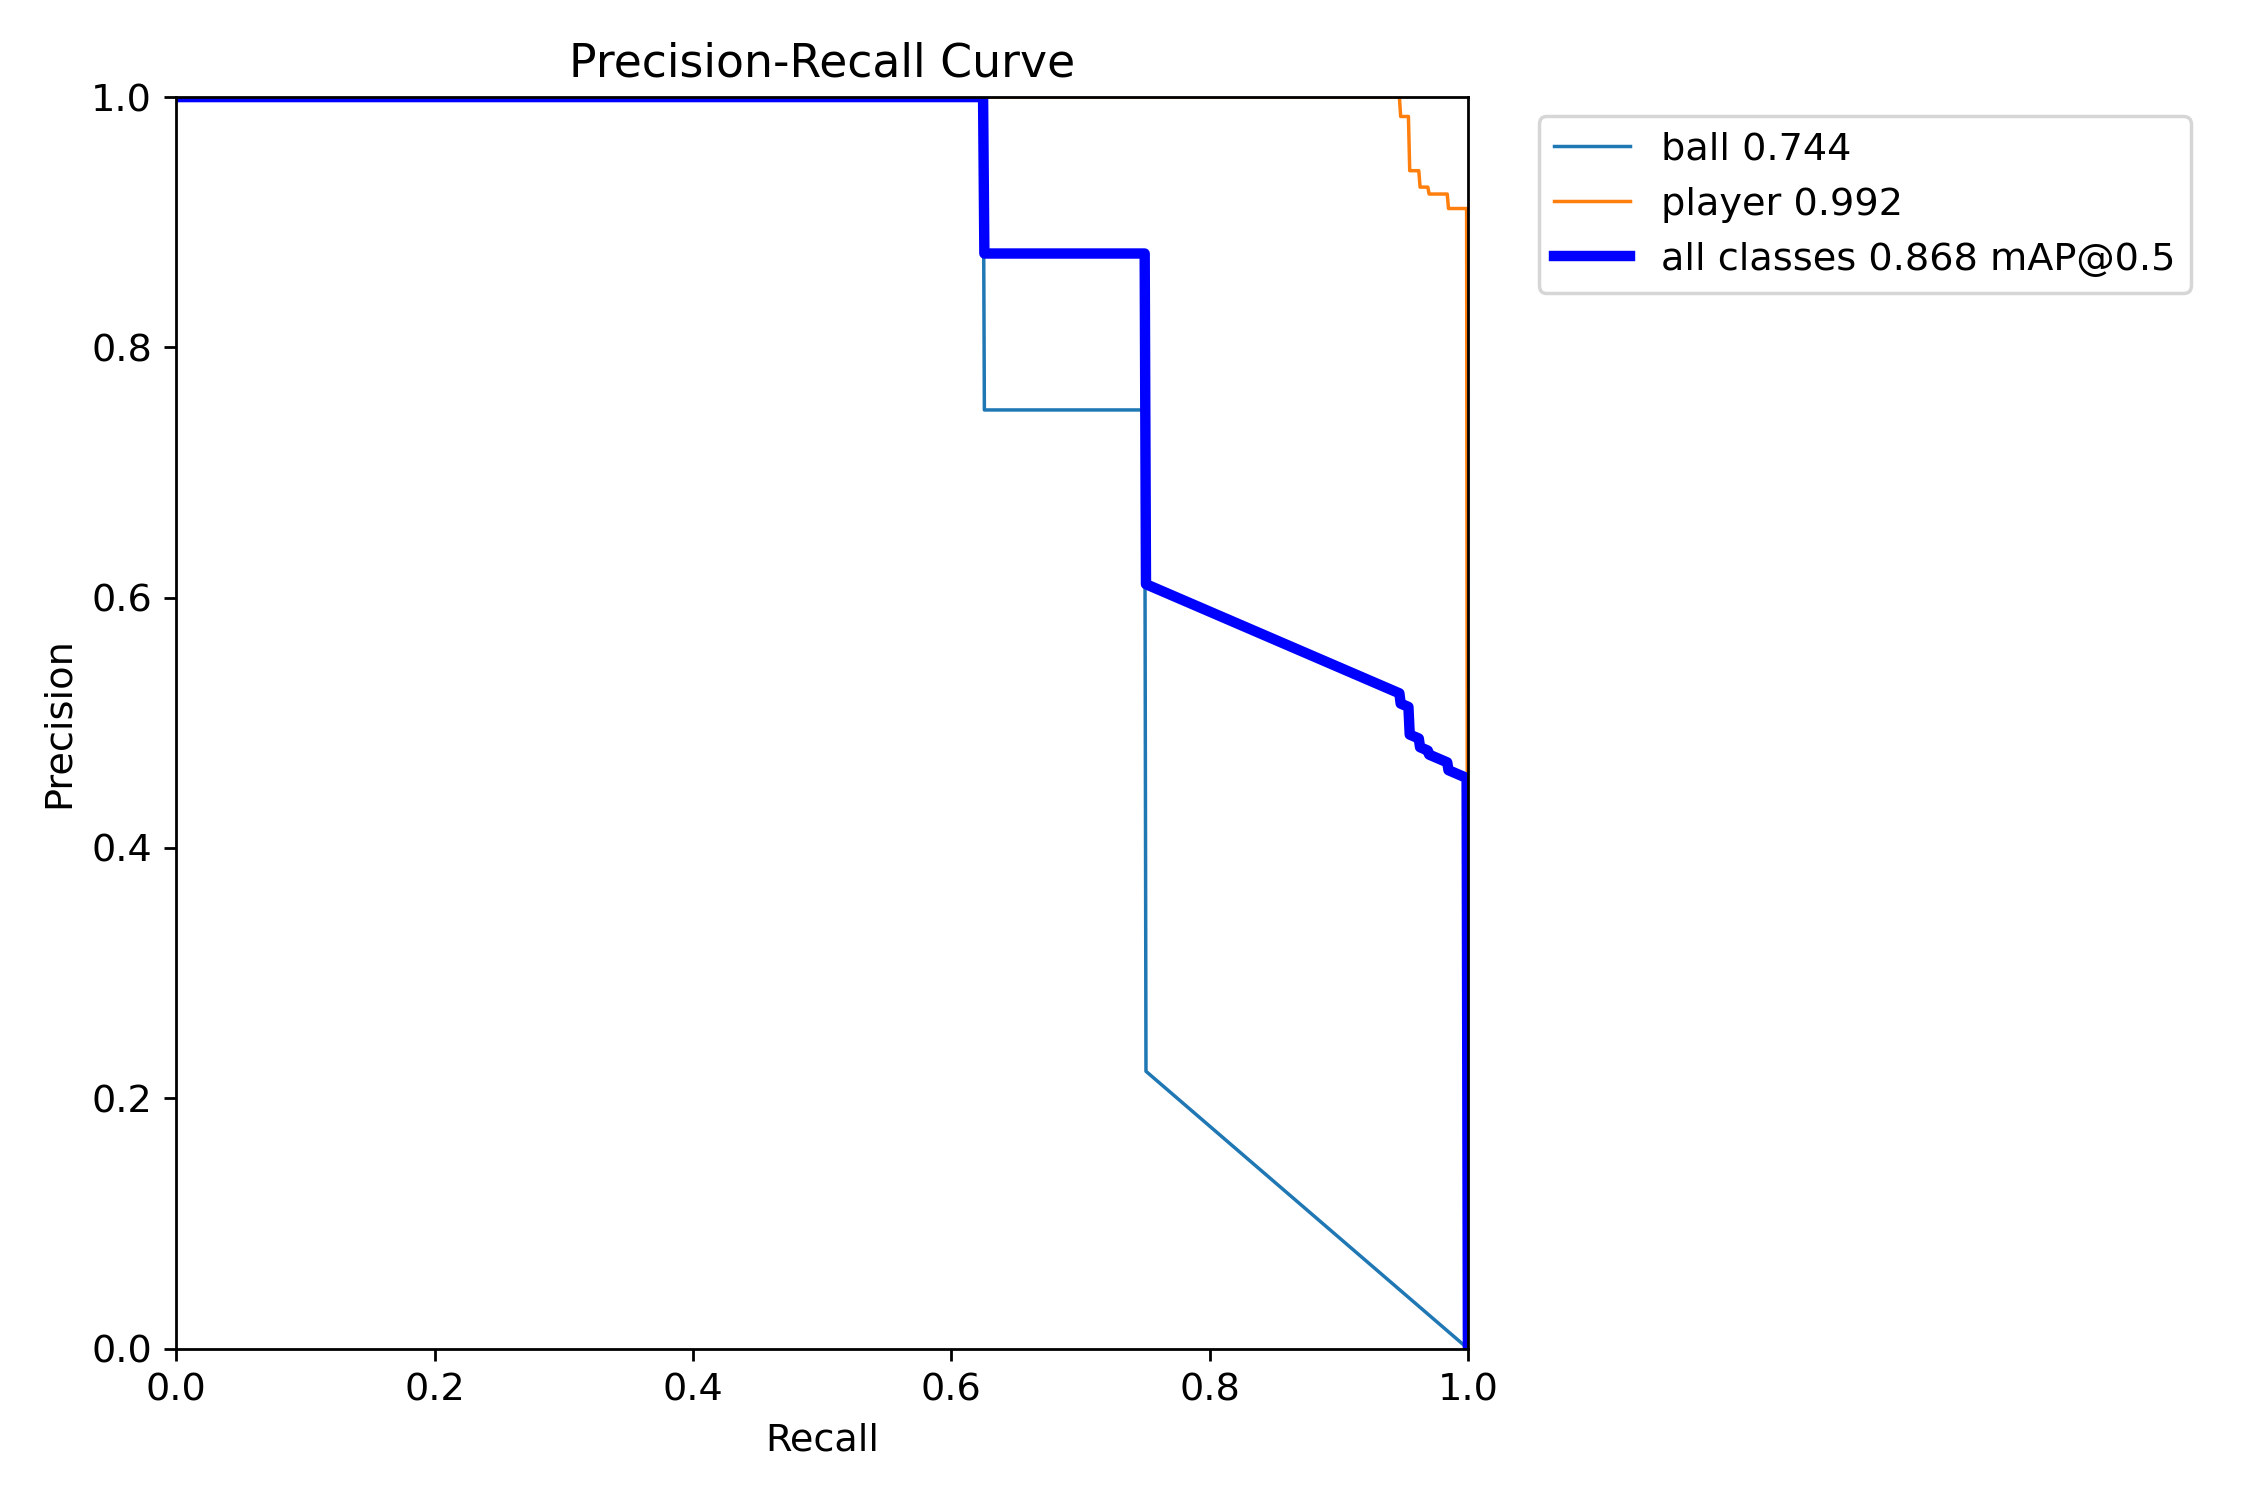 Precision-Recall Curve
1.0
0.8
0.6
0.4
0.2
0.0
Precision
0.0 0.2 0.4 0.6 0.8 1.0
Recall
ball 0.744
player 0.992
all classes 0.868 mAP@0.5